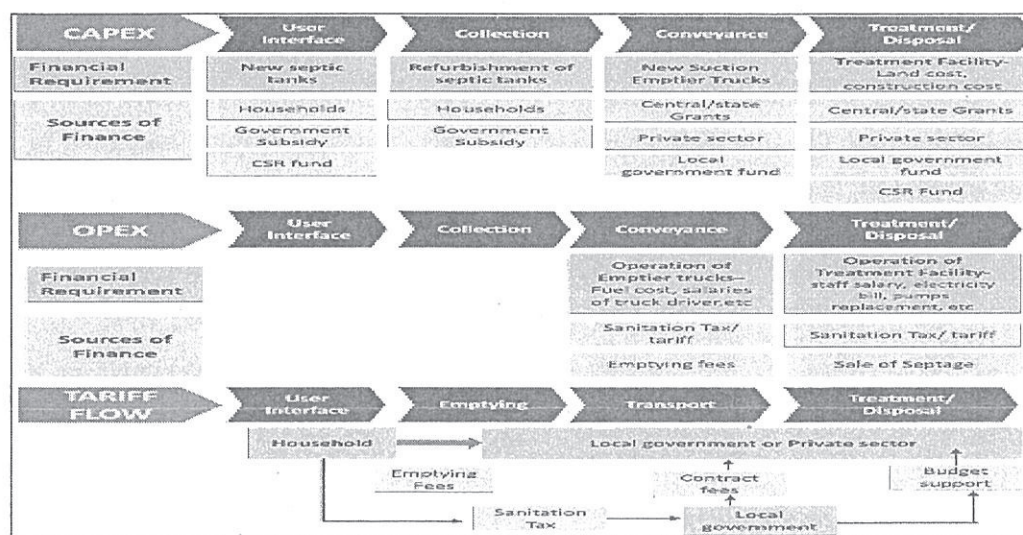 CAPEX
User
Interface
Collection
Conveyance
Treatment/
Disposal
Financial
Requirement
New septic
tanks
Refurbishment of
septic tanks
New Suction
Emptier Trucks
Treatment Facility-
Land cost,
construction cost
Sources of
Finance
Households
Government
Subsidy
CSR fund
Households
Government
Subsidy
Central/state
Grants
Private sector
Local
government fund
Central/state Grants
Private sector
Local government
fund
CSR Fund
OPEX
User
Interface
Collection
Conveyance
Treatment/
Disposal
Financial
Requirement
Operation of
Emptier trucks–
Fuel cost, salaries
of truck driver,etc
Operation of
Treatment Facility-
staff salary, electricity
bill, pumps
replacement, etc
Sources of
Finance
Sanitation Tax/
tariff
Emptying fees
Sanitation Tax/ tariff
Sale of Septage
TARIFF
FLOW
User
Interface
Emptying
Transport
Treatment/
Disposal
Household
Local government or Private sector
Emptying
Fees
Contract
fees
Budget
support
Sanitation
Tax
Local
government